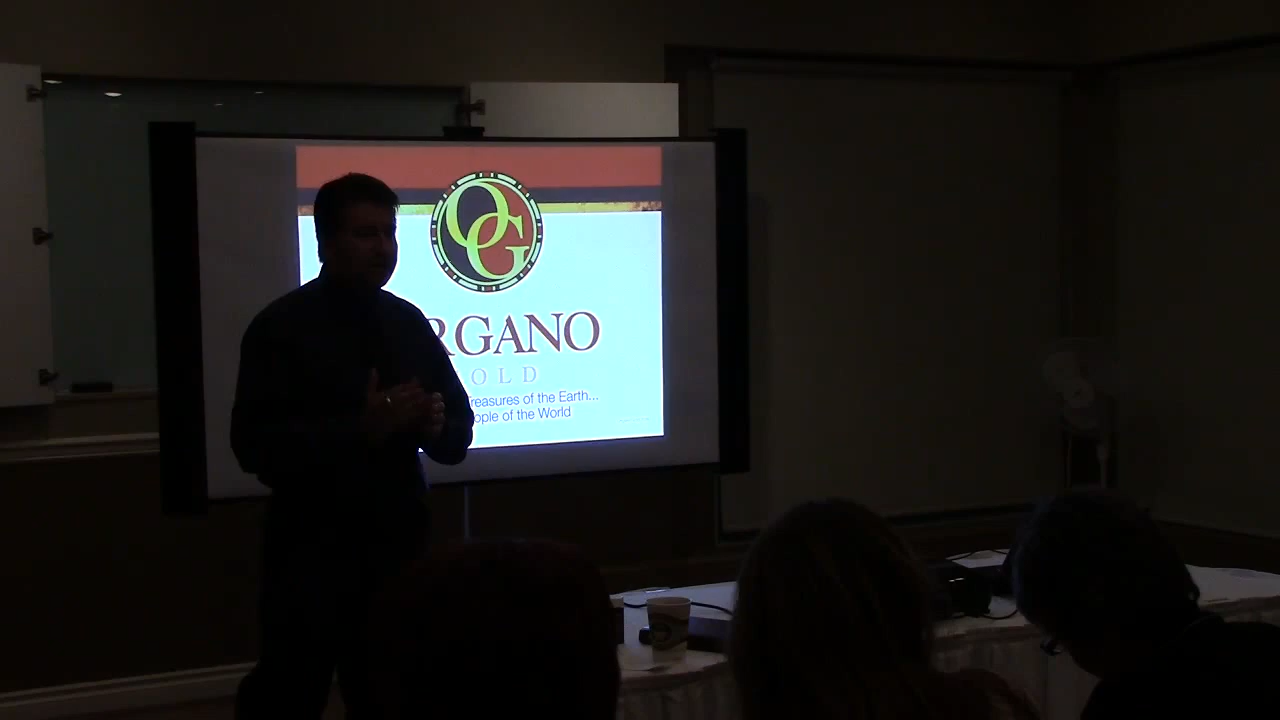 OG
RGANO
OLD
Treasures of the Earth...
ople of the World